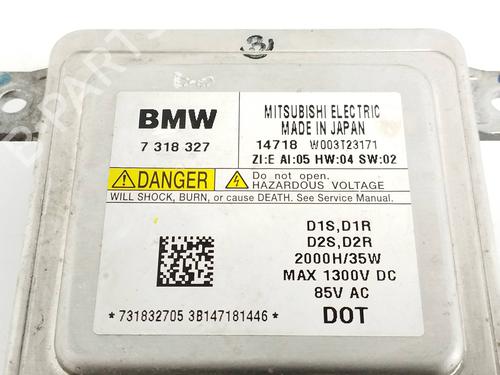 BMW
7 318 327
MITSUBISHI ELECTRIC
MADE IN JAPAN
14718 W003T23171
ZI:E AI:05 HW:04 SW:02
DANGER
Do not open.
HAZARDOUS VOLTAGE
WILL SHOCK, BURN, or cause DEATH. See Service Manual.
D1S,D1R
D2S,D2R
2000H/35W
MAX 1300V DC
85V AC
*731832705 3B147181446*
DOT